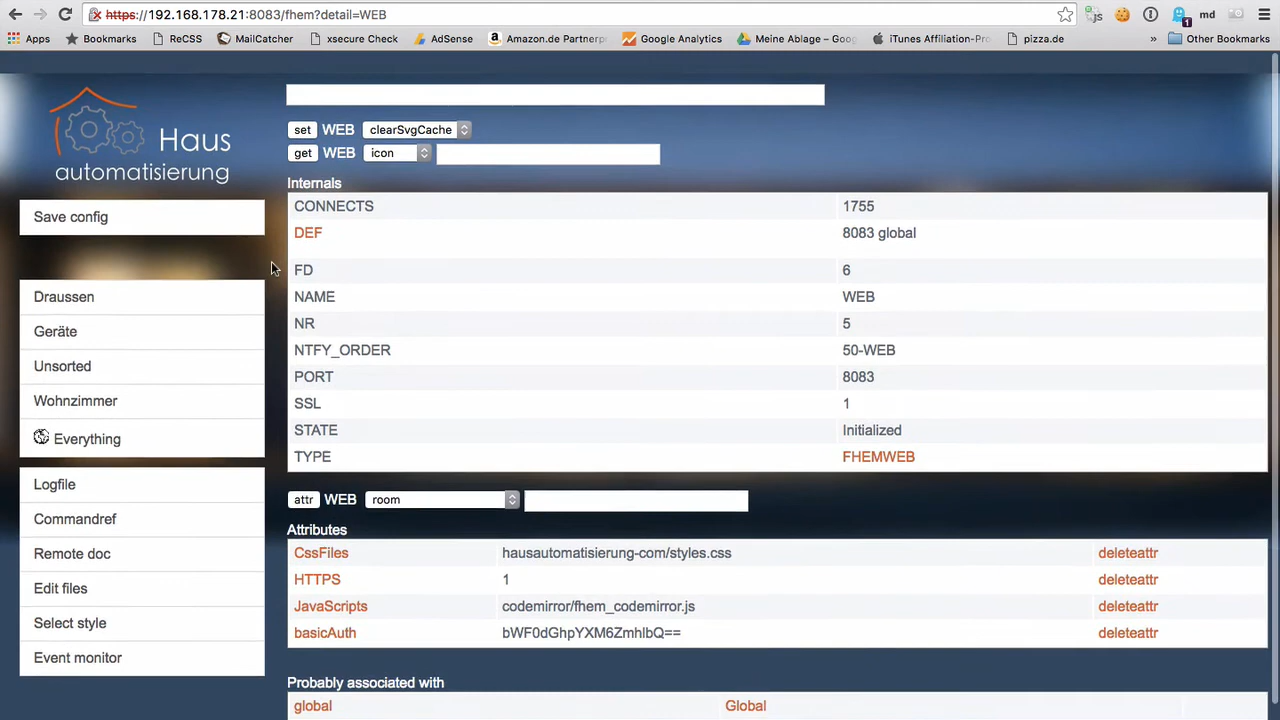 https://192.168.178.21:8083/fhem?detail=WEB
js 1 md
Apps Bookmarks ReCSS MailCatcher xsecure Check AdSense Amazon.de Partnerp Google Analytics Meine Ablage – Goog iTunes Affiliation-Pro pizza.de » Other Bookmarks
Haus
automatisierung
Save config
Draussen
Geräte
Unsorted
Wohnzimmer
Everything
Logfile
Commandref
Remote doc
Edit files
Select style
Event monitor
set WEB clearSvgCache
get WEB icon
Internals
CONNECTS 1755
DEF 8083 global
FD 6
NAME WEB
NR 5
NTFY_ORDER 50-WEB
PORT 8083
SSL 1
STATE Initialized
TYPE FHEMWEB
attr WEB room
Attributes
CssFiles hausautomatisierung-com/styles.css deleteattr
HTTPS 1 deleteattr
JavaScripts codemirror/fhem_codemirror.js deleteattr
basicAuth bWF0dGhpYXM6ZmhlbQ== deleteattr
Probably associated with
global Global